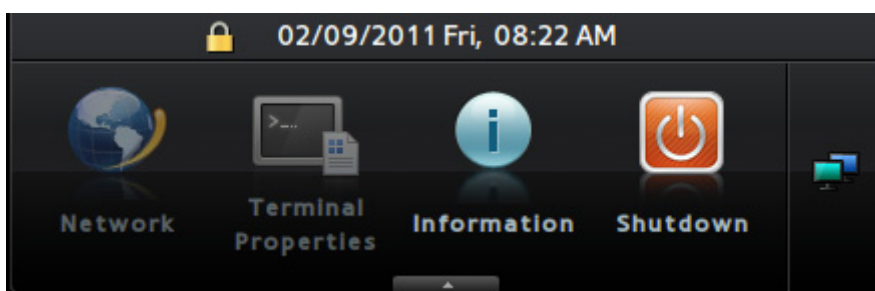 02/09/2011 Fri, 08:22 AM
>_..
i
Network
Terminal
Properties
Information
Shutdown